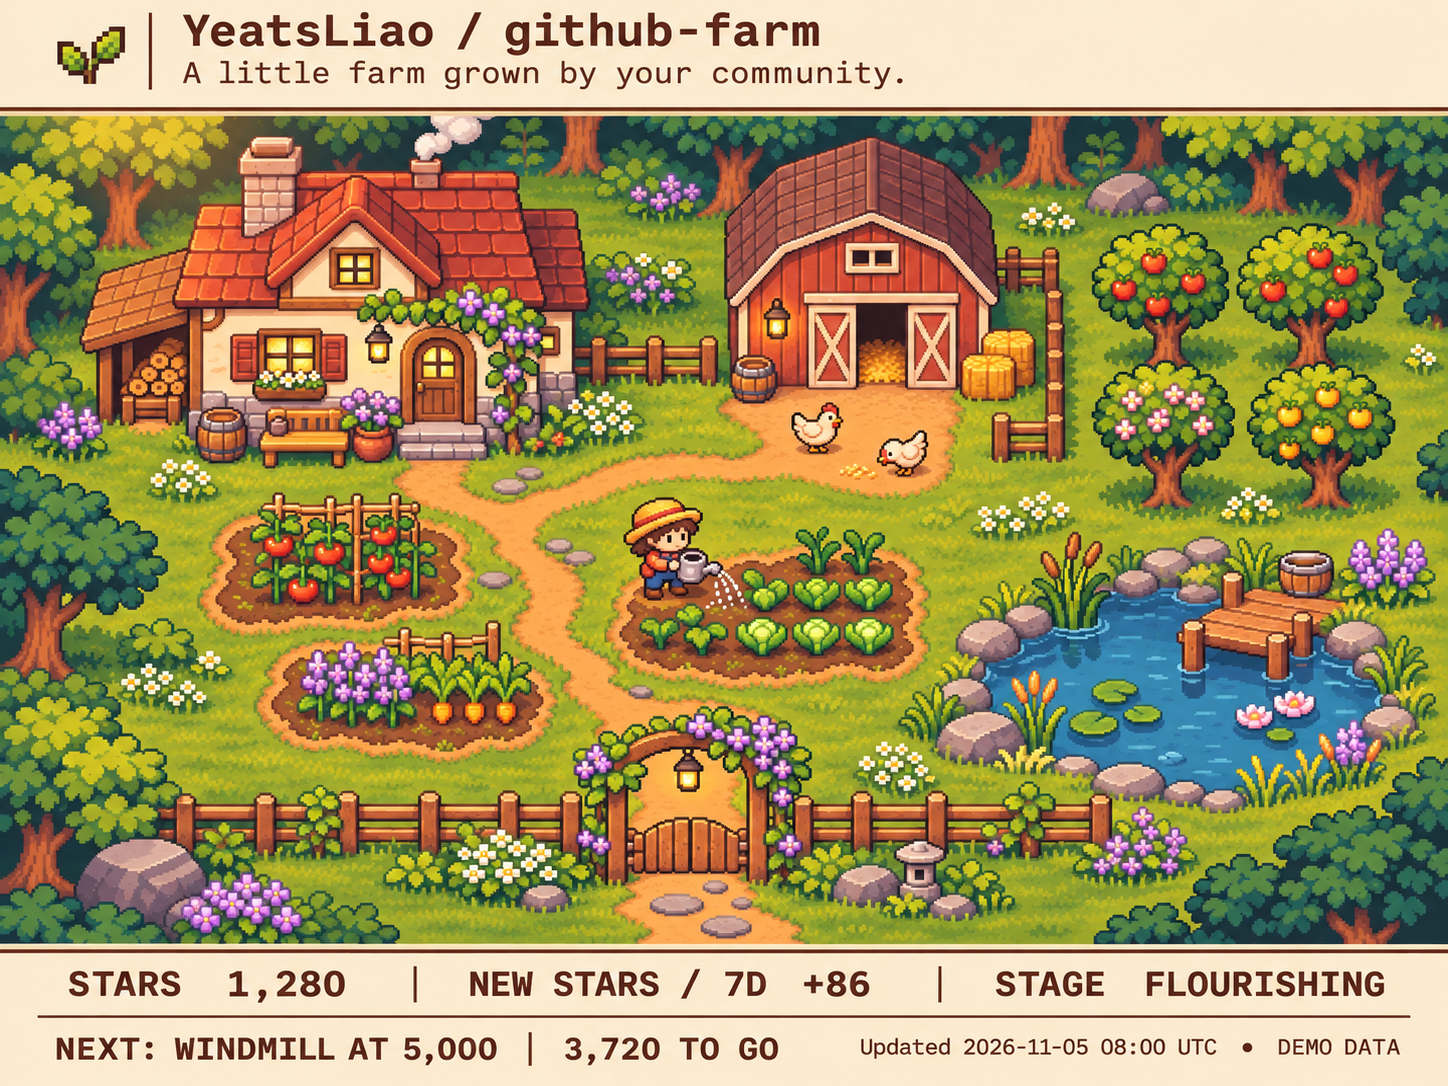 YeatsLiao / github-farm
A little farm grown by your community.
STARS 1,280 | NEW STARS / 7D +86 | STAGE FLOURISHING
NEXT: WINDMILL AT 5,000 | 3,720 TO GO Updated 2026-11-05 08:00 UTC • DEMO DATA